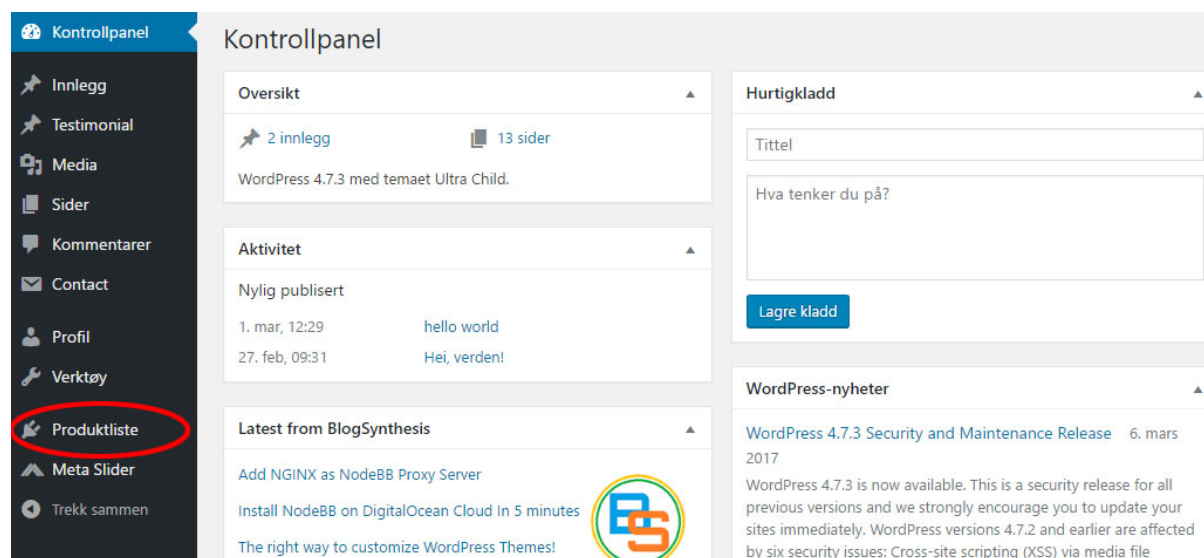 Kontrollpanel
Innlegg
Testimonial
Media
Sider
Kommentarer
Contact
Profil
Verktøy
Produktliste
Meta Slider
Trekk sammen
Kontrollpanel
Oversikt
2 innlegg
13 sider
WordPress 4.7.3 med temaet Ultra Child.
Aktivitet
Nylig publisert
1. mar, 12:29 hello world
27. feb, 09:31 Hei, verden!
Latest from BlogSynthesis
Add NGINX as NodeBB Proxy Server
Install NodeBB on DigitalOcean Cloud In 5 minutes
The right way to customize WordPress Themes!
BS
Hurtigkladd
Tittel
Hva tenker du på?
Lagre kladd
WordPress-nyheter
WordPress 4.7.3 Security and Maintenance Release 6. mars
2017
WordPress 4.7.3 is now available. This is a security release for all
previous versions and we strongly encourage you to update your
sites immediately. WordPress versions 4.7.2 and earlier are affected
by six security issues: Cross-site scripting (XSS) via media file